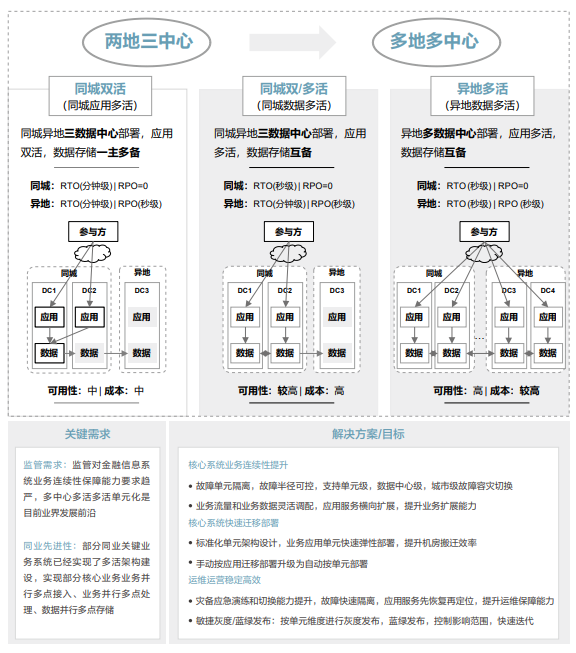 两地三中心
多地多中心
同城双活
（同城应用多活）
同城异地三数据中心部署，应用
双活，数据存储一主多备
同城：RTO(分钟级)|RPO=0
异地：RTO(分钟级)|RPO(秒级)
参与方
同城
异地
DC1
DC2
DC3
应用
应用
应用
数据
数据
数据
可用性：中|成本：中
同城双/多活
（同城数据多活）
同城异地三数据中心部署，应用
多活，数据存储互备
同城：RTO(秒级)|RPO=0
异地：RTO(分钟级)|RPO(秒级)
参与方
同城
异地
DC1
DC2
DC3
应用
应用
应用
数据
数据
数据
可用性：较高|成本：高
异地多活
（异地数据多活）
异地多数据中心部署，应用多活，
数据存储互备
同城：RTO(秒级)|RPO=0
异地：RTO(秒级)|RPO(秒级)
参与方
同城
异地
DC1
DC2
DC3
DC4
应用
应用
应用
应用
...
数据
数据
数据
数据
可用性：高|成本：较高
关键需求
监管需求：监管对金融信息系
统业务连续性保障能力要求趋
严，多中心多活多活单元化是
目前业界发展前沿
同业先进性：部分同业关键业
务系统已经实现了多活架构建
设，实现部分核心业务业务并
行多点接入、业务并行多点处
理、数据并行多点存储
解决方案/目标
核心系统业务连续性提升
• 故障单元隔离，故障半径可控，支持单元级，数据中心级，城市级故障容灾切换
• 业务流量和业务数据灵活调配，应用服务横向扩展，提升业务扩展能力
核心系统快速迁移部署
• 标准化单元架构设计，业务应用单元快速弹性部署，提升机房搬迁效率
• 手动按应用迁移部署升级为自动按单元部署
运维运营稳定高效
• 灾备应急演练和切换能力提升，故障快速隔离，应用服务先恢复再定位，提升运维保障能力
• 敏捷灰度/蓝绿发布：按单元维度进行灰度发布，蓝绿发布，控制影响范围，快速迭代